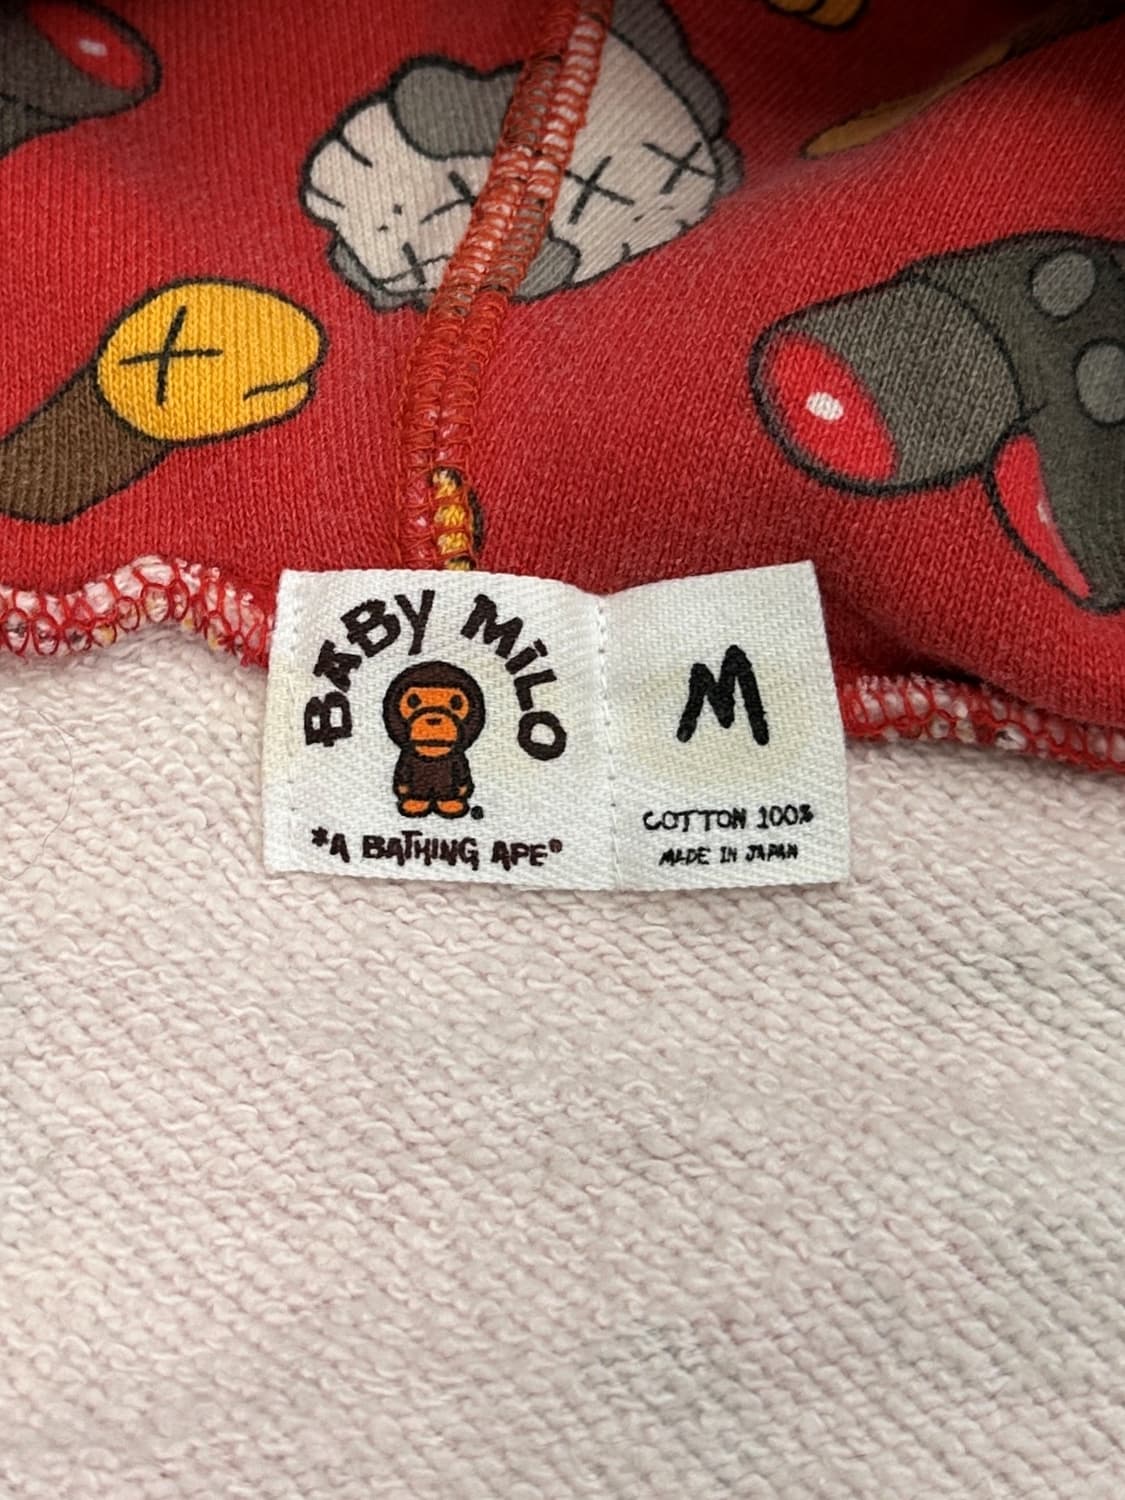 BABY MiLO
®
*A BATHING APE®
M
COTTON 100%
MADE IN JAPAN